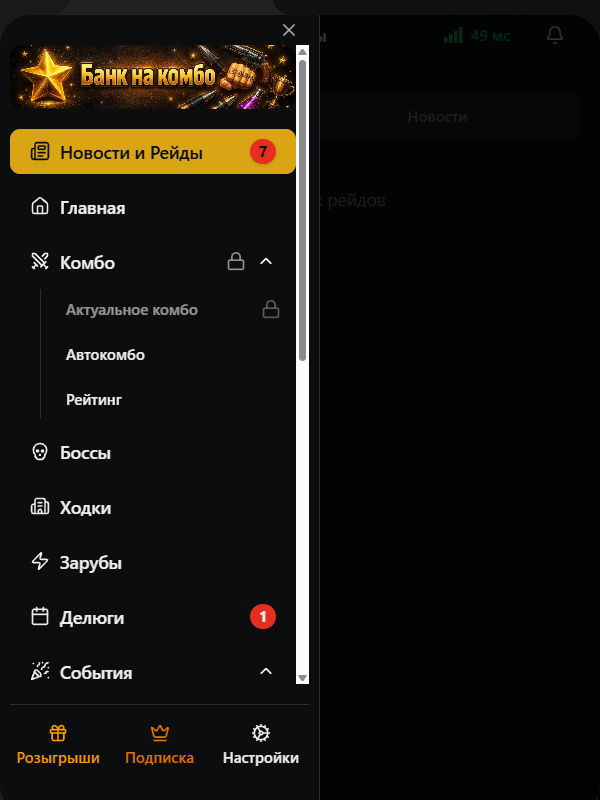 Банк на комбо
49 мс
Новости и Рейды
7
Новости
Главная
рейдов
Комбо
Актуальное комбо
Автокомбо
Рейтинг
Боссы
Ходки
Зарубы
Делюги
1
События
Розыгрыши
Подписка
Настройки